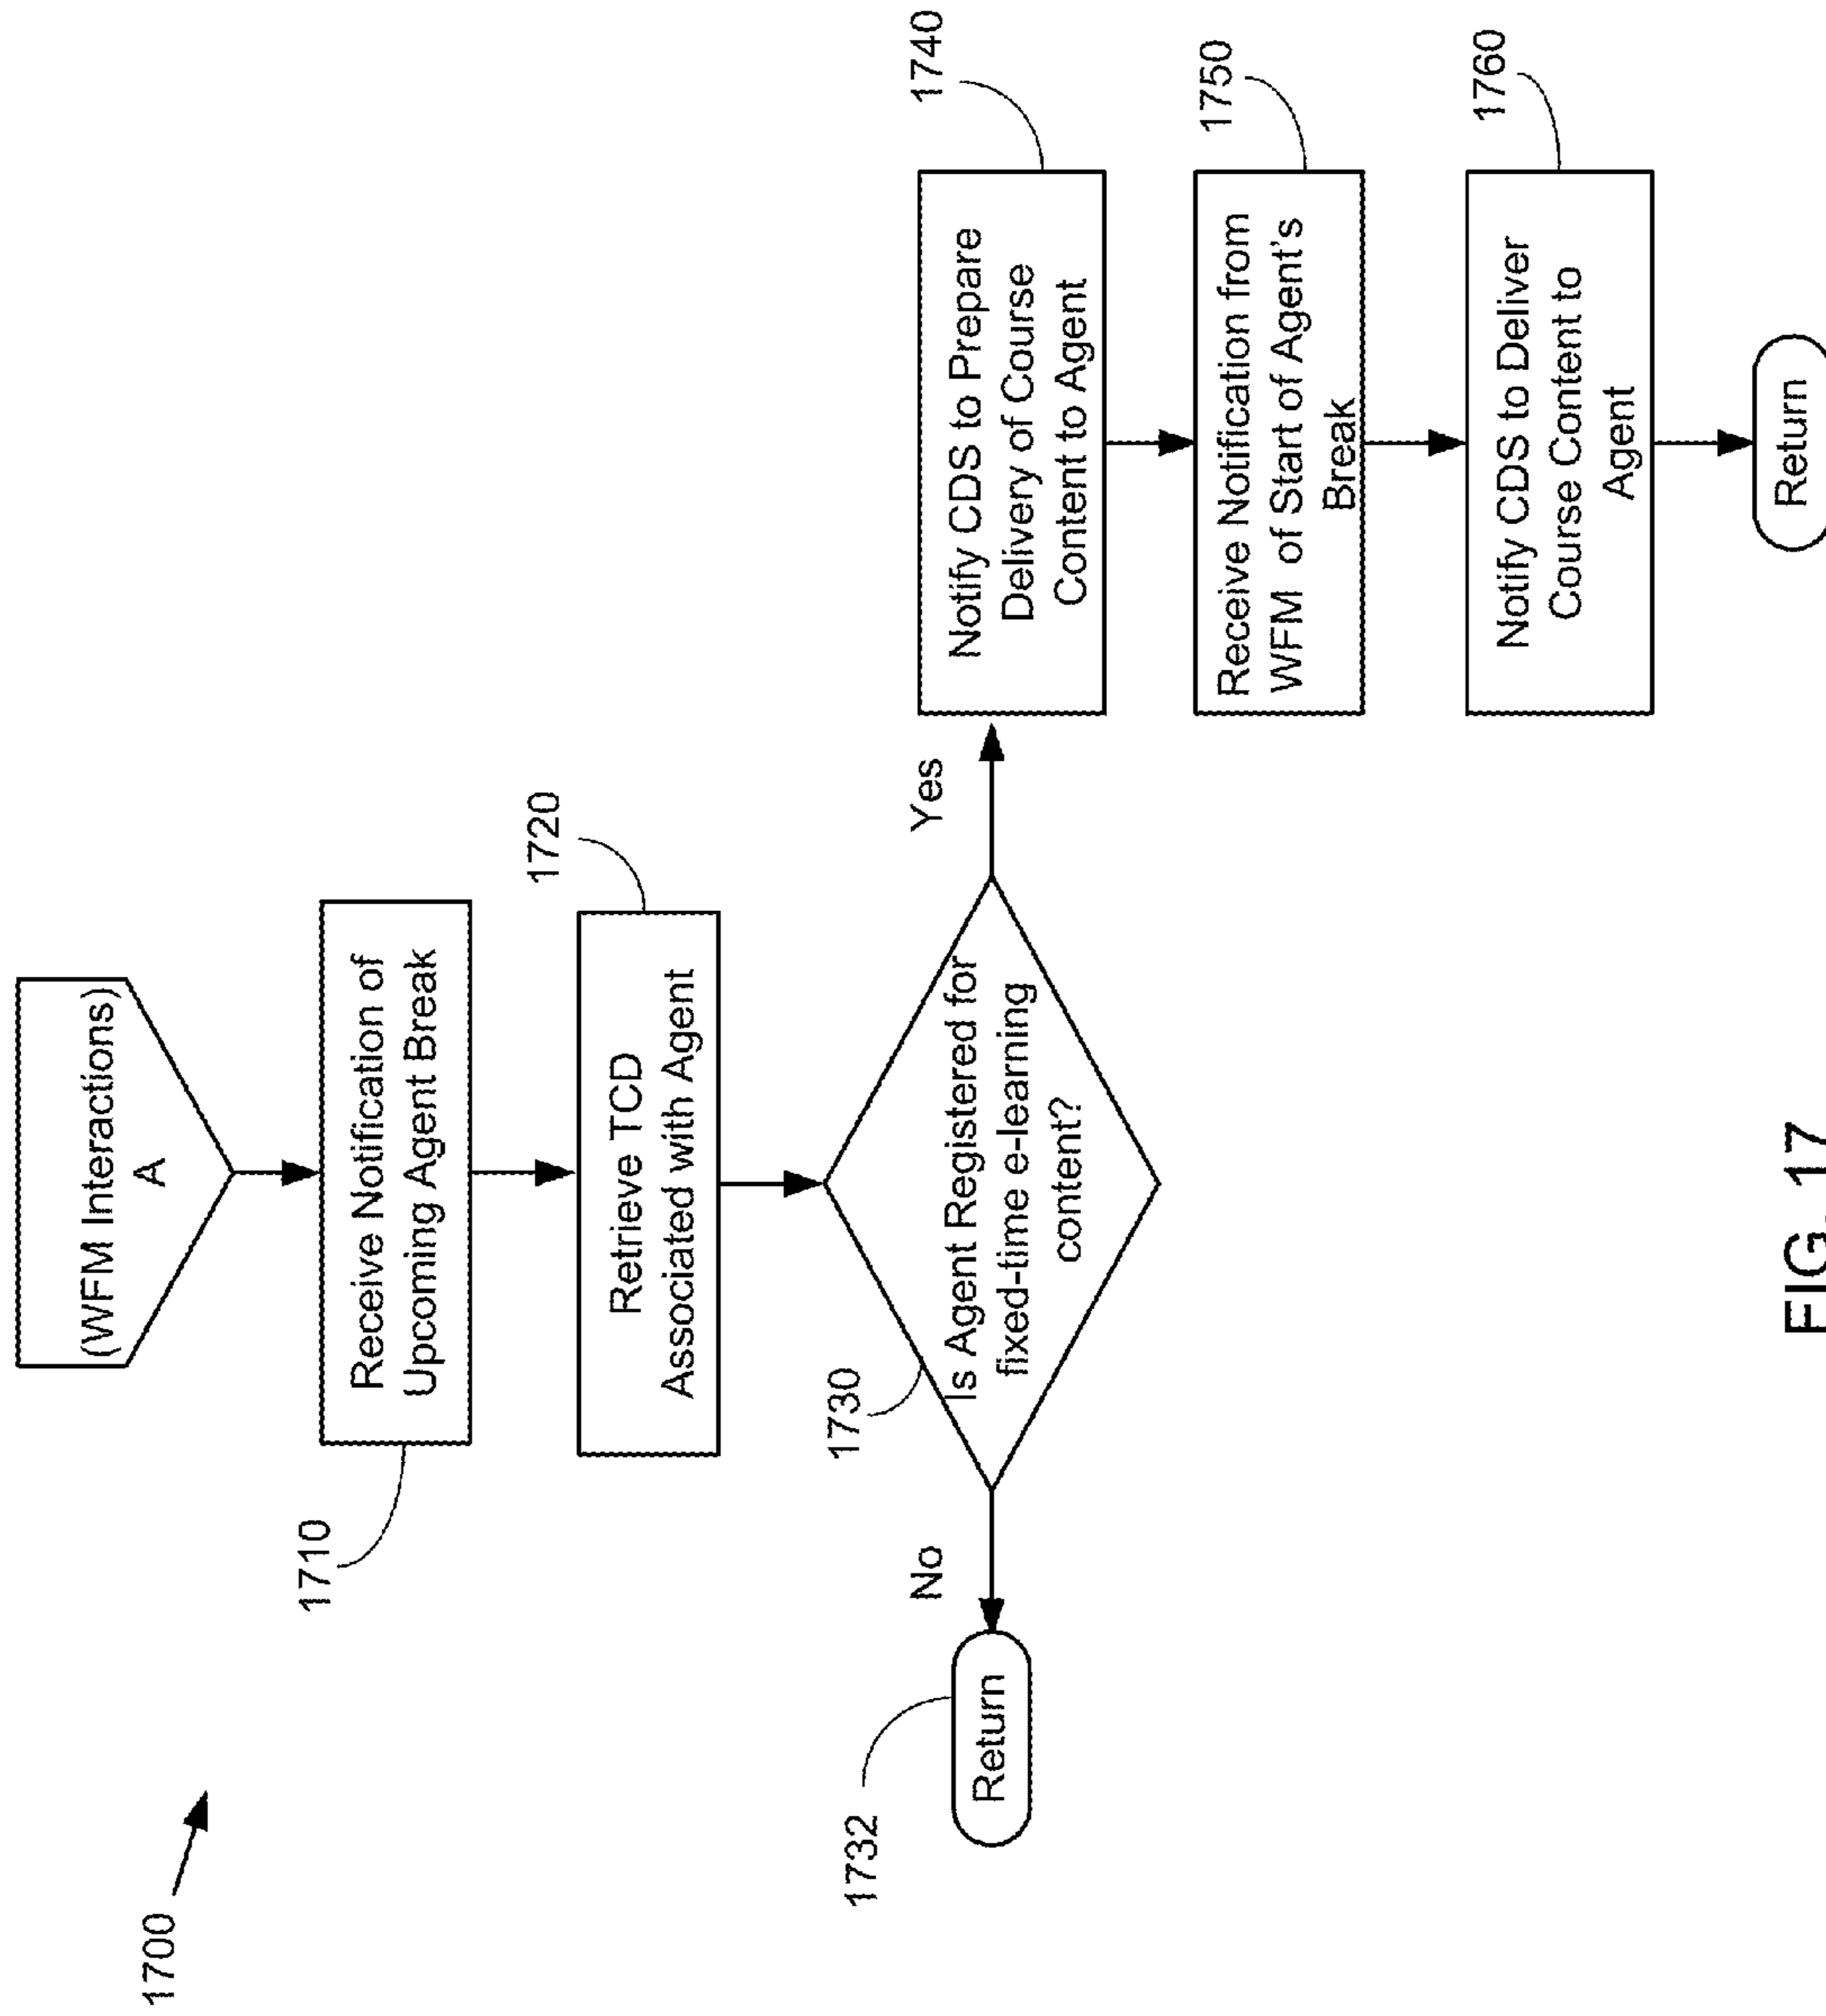 1700
(WFM Interactions)
A
1710
Receive Notification of
Upcoming Agent Break
1720
Retrieve TCD
Associated with Agent
1730
Is Agent Registered for
fixed-time e-learning
content?
No
1732
Return
Yes
1740
Notify CDS to Prepare
Delivery of Course
Content to Agent
1750
Receive Notification from
WFM of Start of Agent's
Break
1760
Notify CDS to Deliver
Course Content to
Agent
Return
FIG. 17